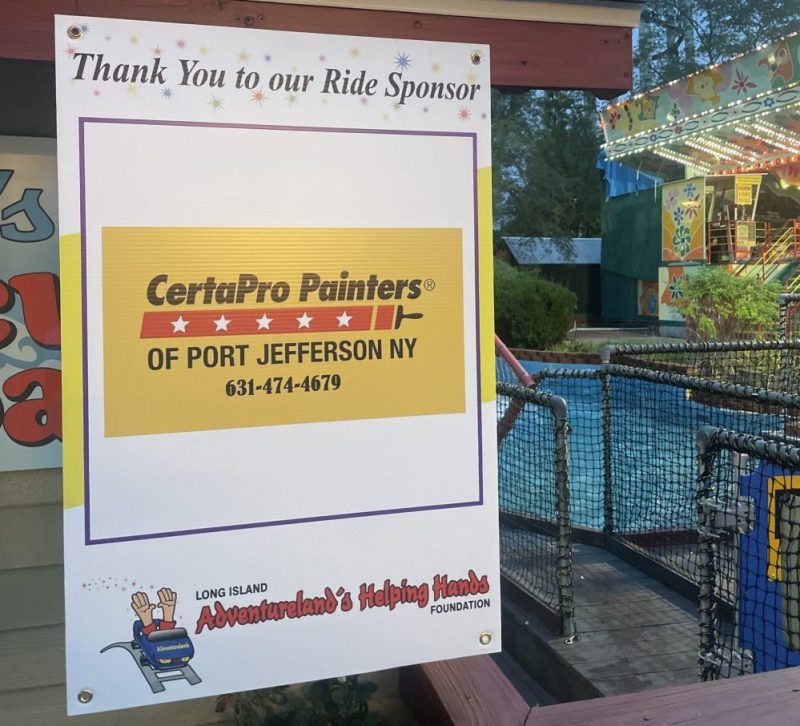 Thank You to our Ride Sponsor
CertaPro Painters®
OF PORT JEFFERSON NY
631-474-4679
LONG ISLAND
Adventureland's Helping Hands
FOUNDATION
Adventureland